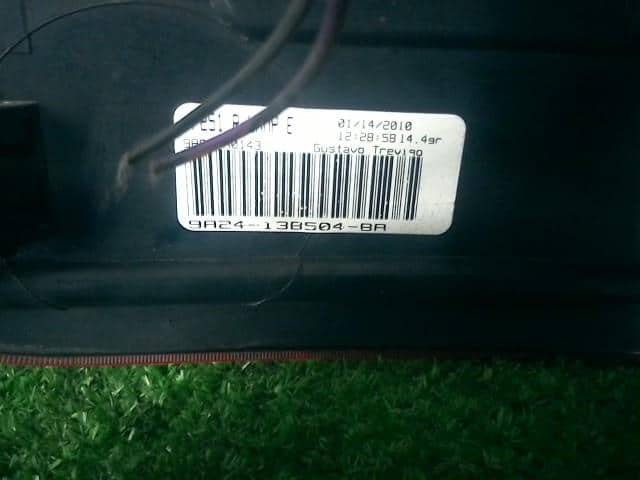 E
01/14/2010
12:28:58 14.4gr
Gustavo Trevigo
9A24-13B504-BA